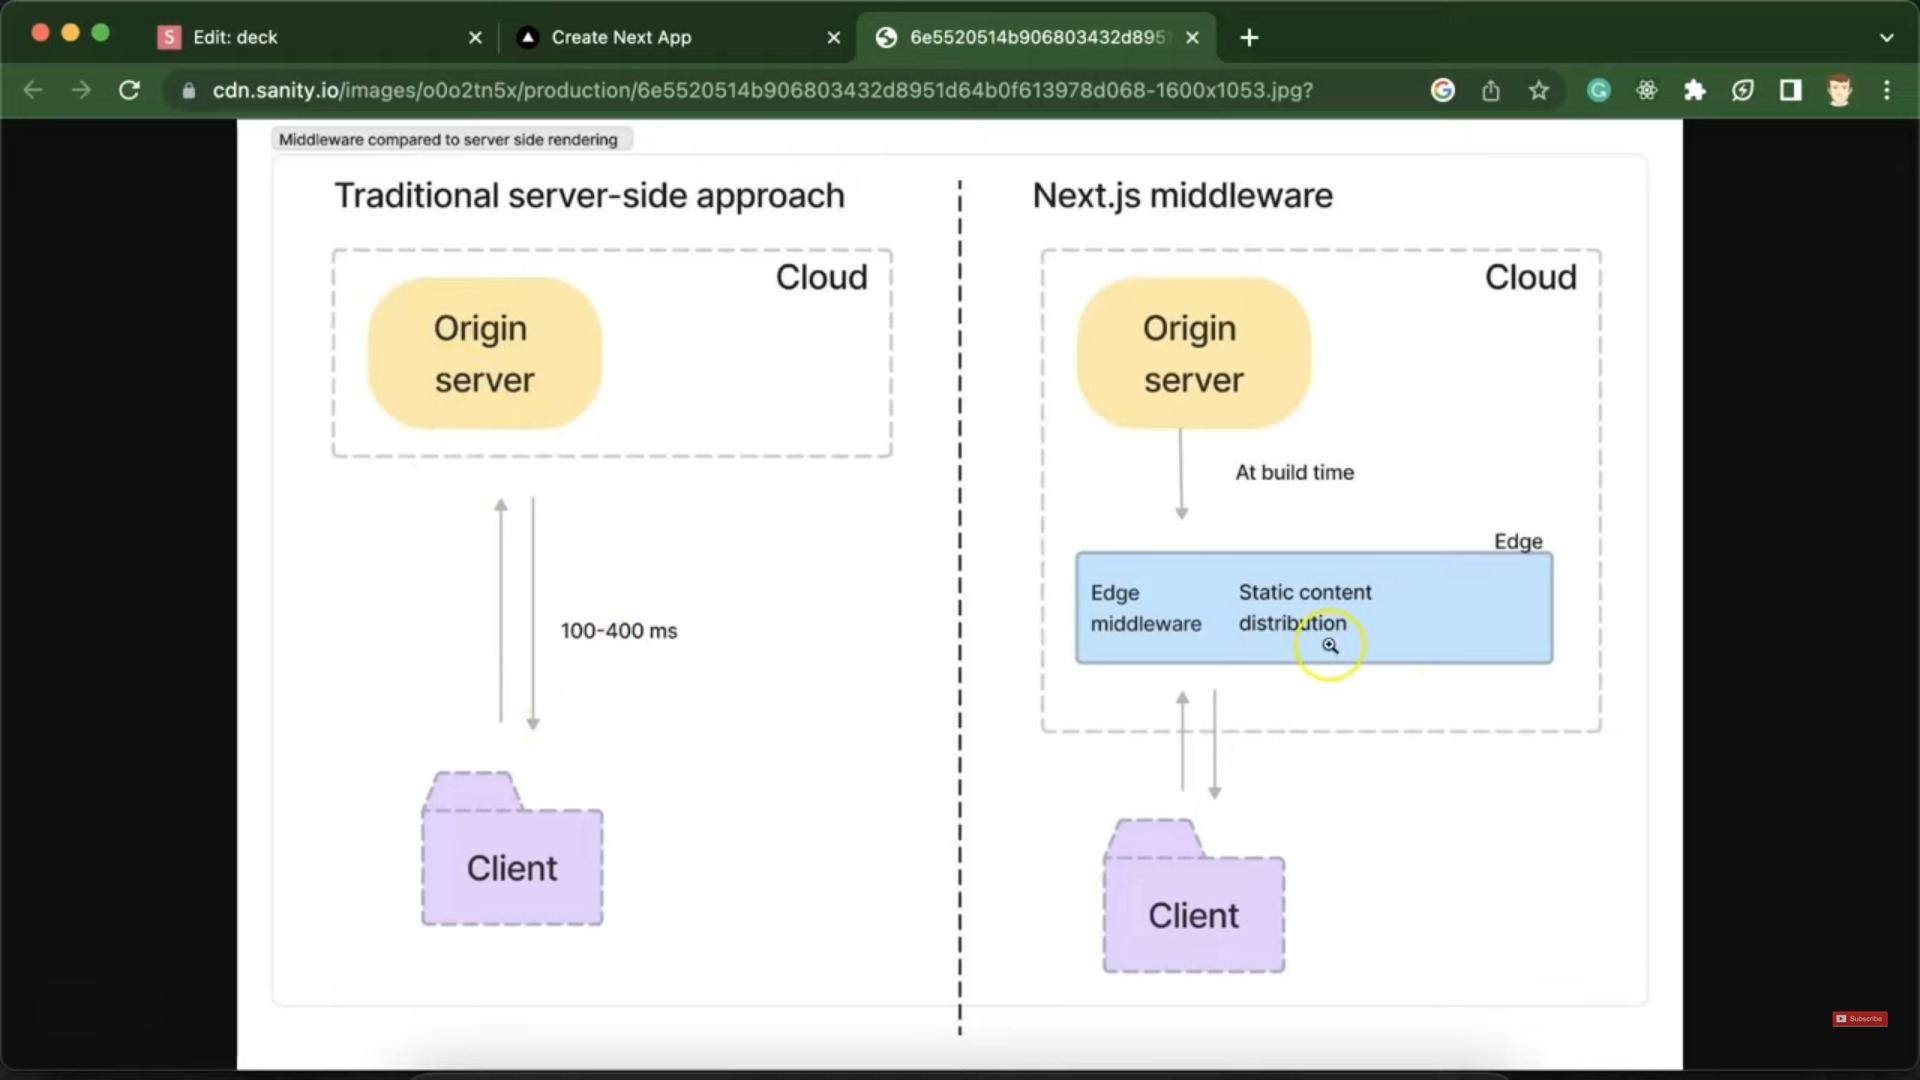 Edit: deck
Create Next App
6e5520514b906803432d895
cdn.sanity.io/images/o0o2tn5x/production/6e5520514b906803432d8951d64b0f613978d068-1600x1053.jpg?
Middleware compared to server side rendering
Traditional server-side approach
Cloud
Origin
server
100-400 ms
Client
Next.js middleware
Cloud
Origin
server
At build time
Edge
Edge
middleware
Static content
distribution
Client
Subscribe